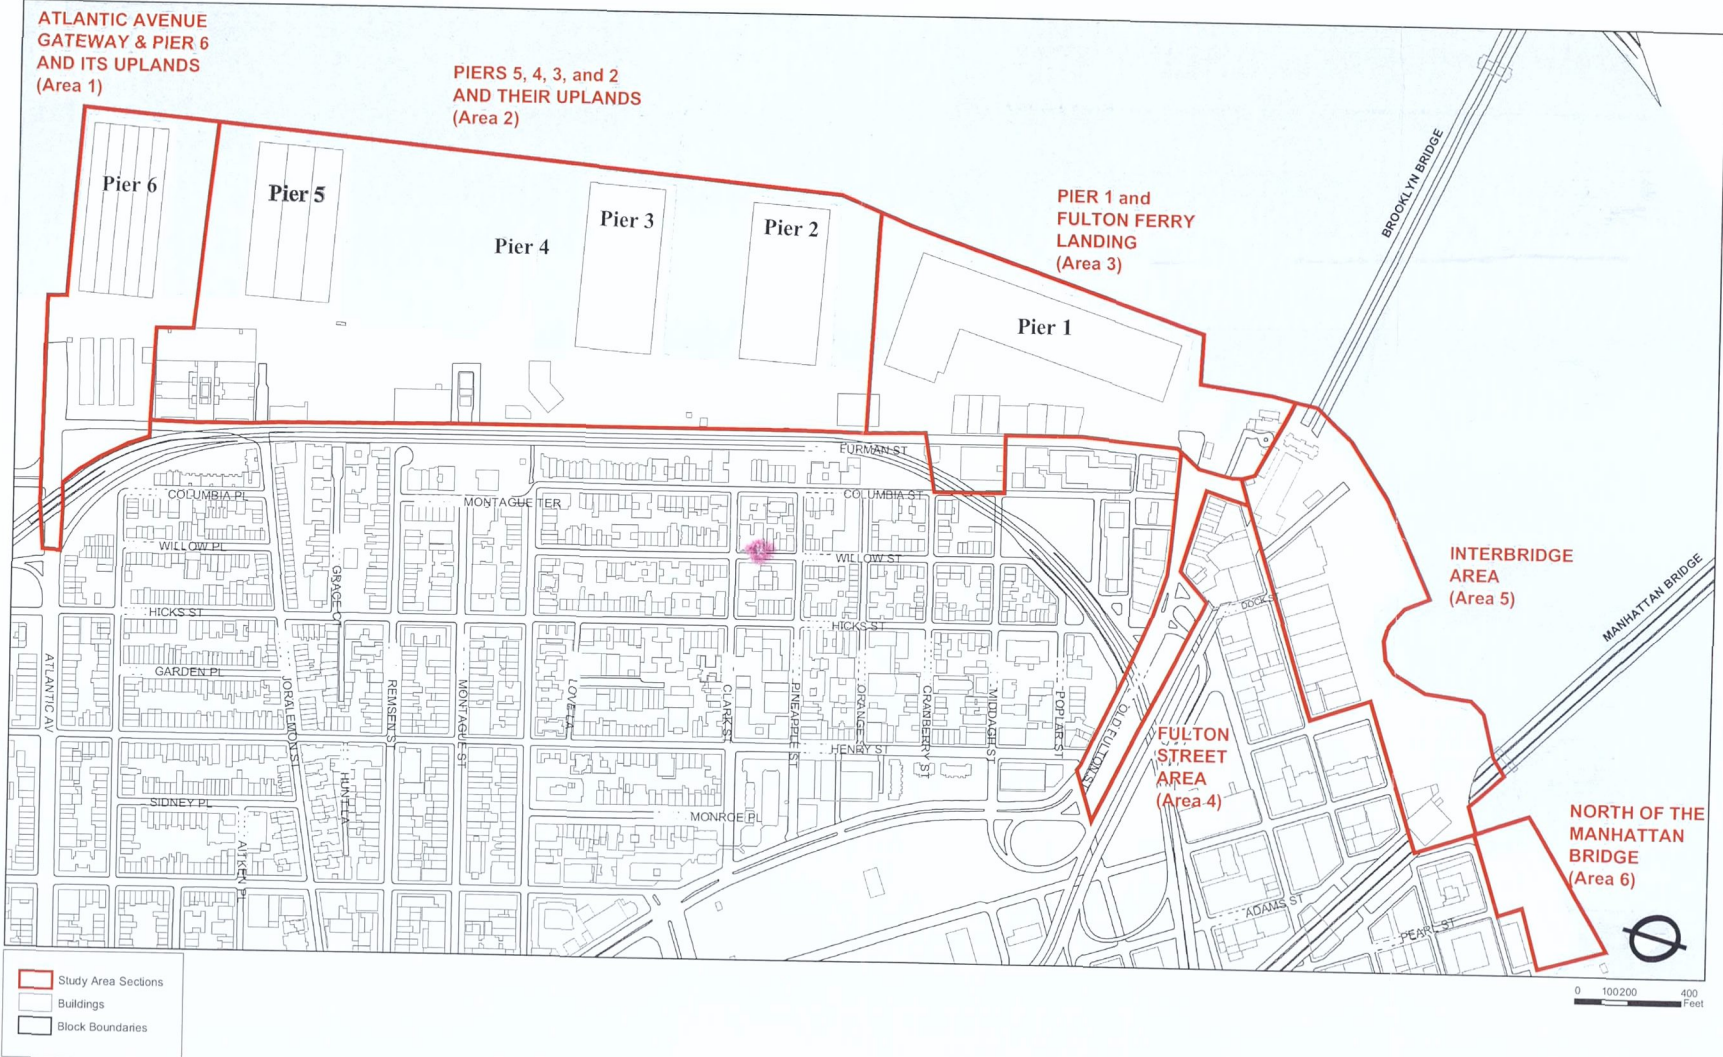 ATLANTIC AVENUE
GATEWAY & PIER 6
AND ITS UPLANDS
(Area 1)
PIERS 5, 4, 3, and 2
AND THEIR UPLANDS
(Area 2)
PIER 1 and
FULTON FERRY
LANDING
(Area 3)
BROOKLYN BRIDGE
Pier 6
Pier 5
Pier 4
Pier 3
Pier 2
Pier 1
FURMAN ST
COLUMBIA PL
MONTAGUE TER
COLUMBIA ST
WILLOW PL
WILLOW ST
INTERBRIDGE
AREA
(Area 5)
MANHATTAN BRIDGE
GRACE CT
HICKS ST
HICKS ST
DOCK ST
GARDEN PL
ATLANTIC AV
JORALEMON ST
REMSEN ST
MONTAGUE ST
LOVE LA
CLARK ST
PINEAPPLE ST
ORANGE S
CRANBERRY ST
MIDDAGH S
POPLAR ST
OLD FULTON S
HENRY ST
FULTON
STREET
AREA
(Area 4)
HUNT LA
SIDNEY PL
MONROE PL
AITKEN PL
NORTH OF THE
MANHATTAN
BRIDGE
(Area 6)
ADAMS ST
PEARL ST
Study Area Sections
Buildings
Block Boundaries
0 100200 400
Feet